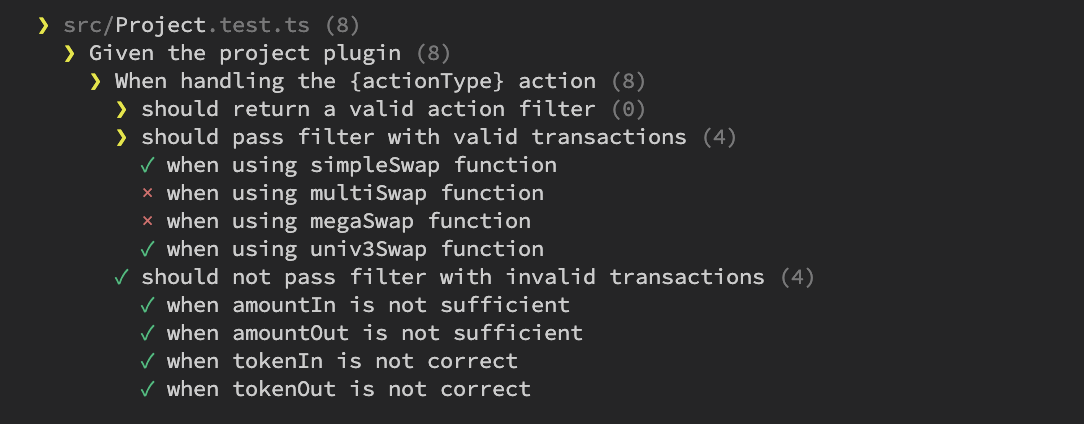 ❯ src/Project.test.ts (8)
❯ Given the project plugin (8)
❯ When handling the {actionType} action (8)
❯ should return a valid action filter (0)
❯ should pass filter with valid transactions (4)
✓ when using simpleSwap function
× when using multiSwap function
× when using megaSwap function
✓ when using univ3Swap function
✓ should not pass filter with invalid transactions (4)
✓ when amountIn is not sufficient
✓ when amountOut is not sufficient
✓ when tokenIn is not correct
✓ when tokenOut is not correct